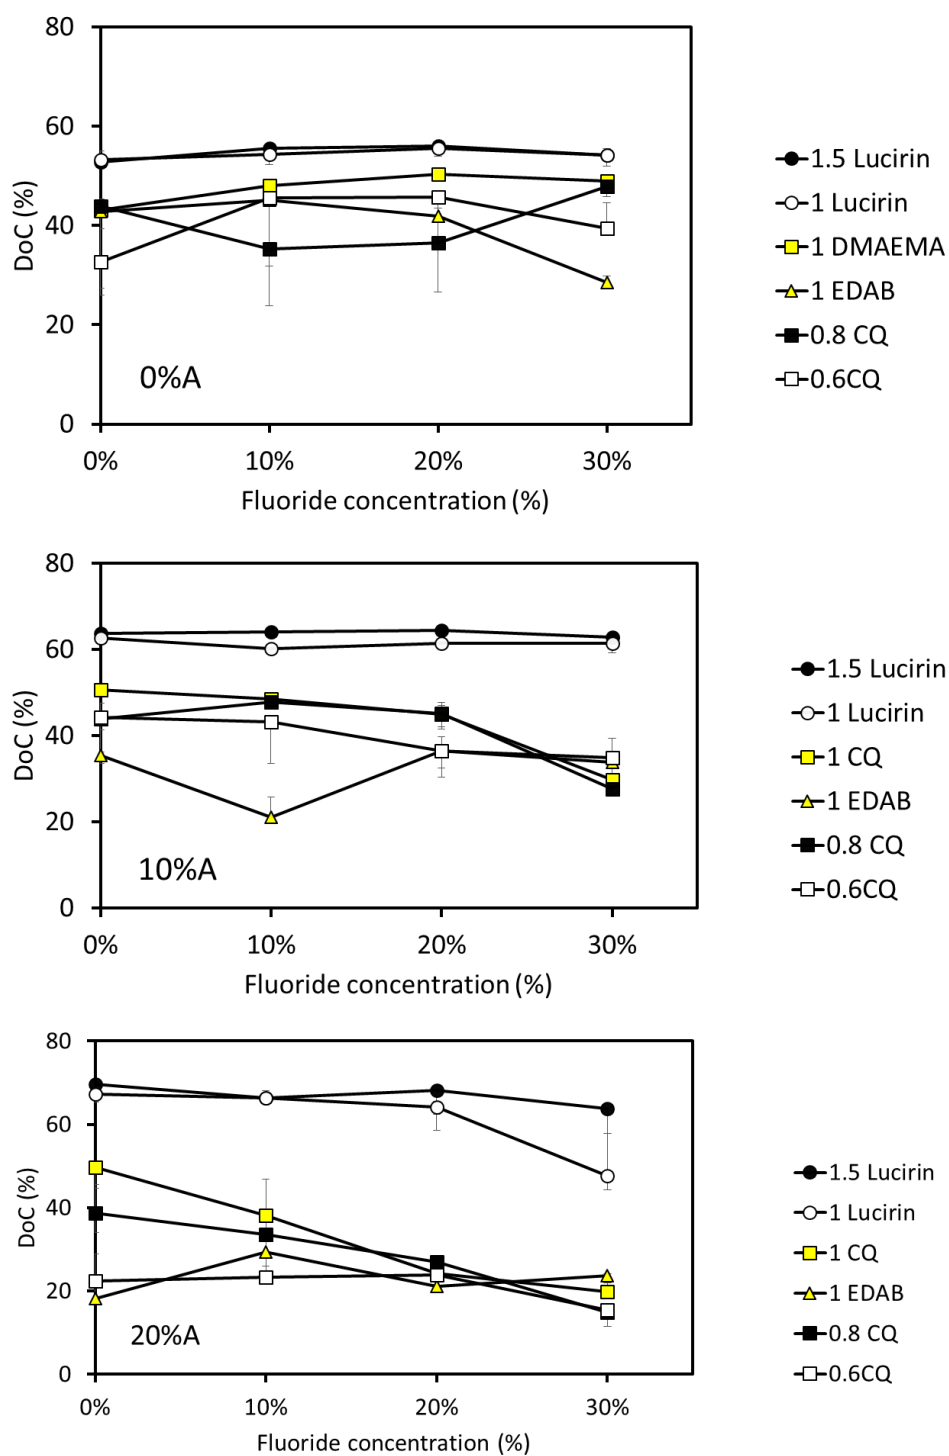 80
60
40
20
0
DoC (%)
0%A
0% 10% 20% 30%
Fluoride concentration (%)
1.5 Lucirin
1 Lucirin
1 DMAEMA
1 EDAB
0.8 CQ
0.6CQ
80
60
40
20
0
DoC (%)
10%A
0% 10% 20% 30%
Fluoride concentration (%)
1.5 Lucirin
1 Lucirin
1 CQ
1 EDAB
0.8 CQ
0.6CQ
80
60
40
20
0
DoC (%)
20%A
0% 10% 20% 30%
Fluoride concentration (%)
1.5 Lucirin
1 Lucirin
1 CQ
1 EDAB
0.8 CQ
0.6CQ